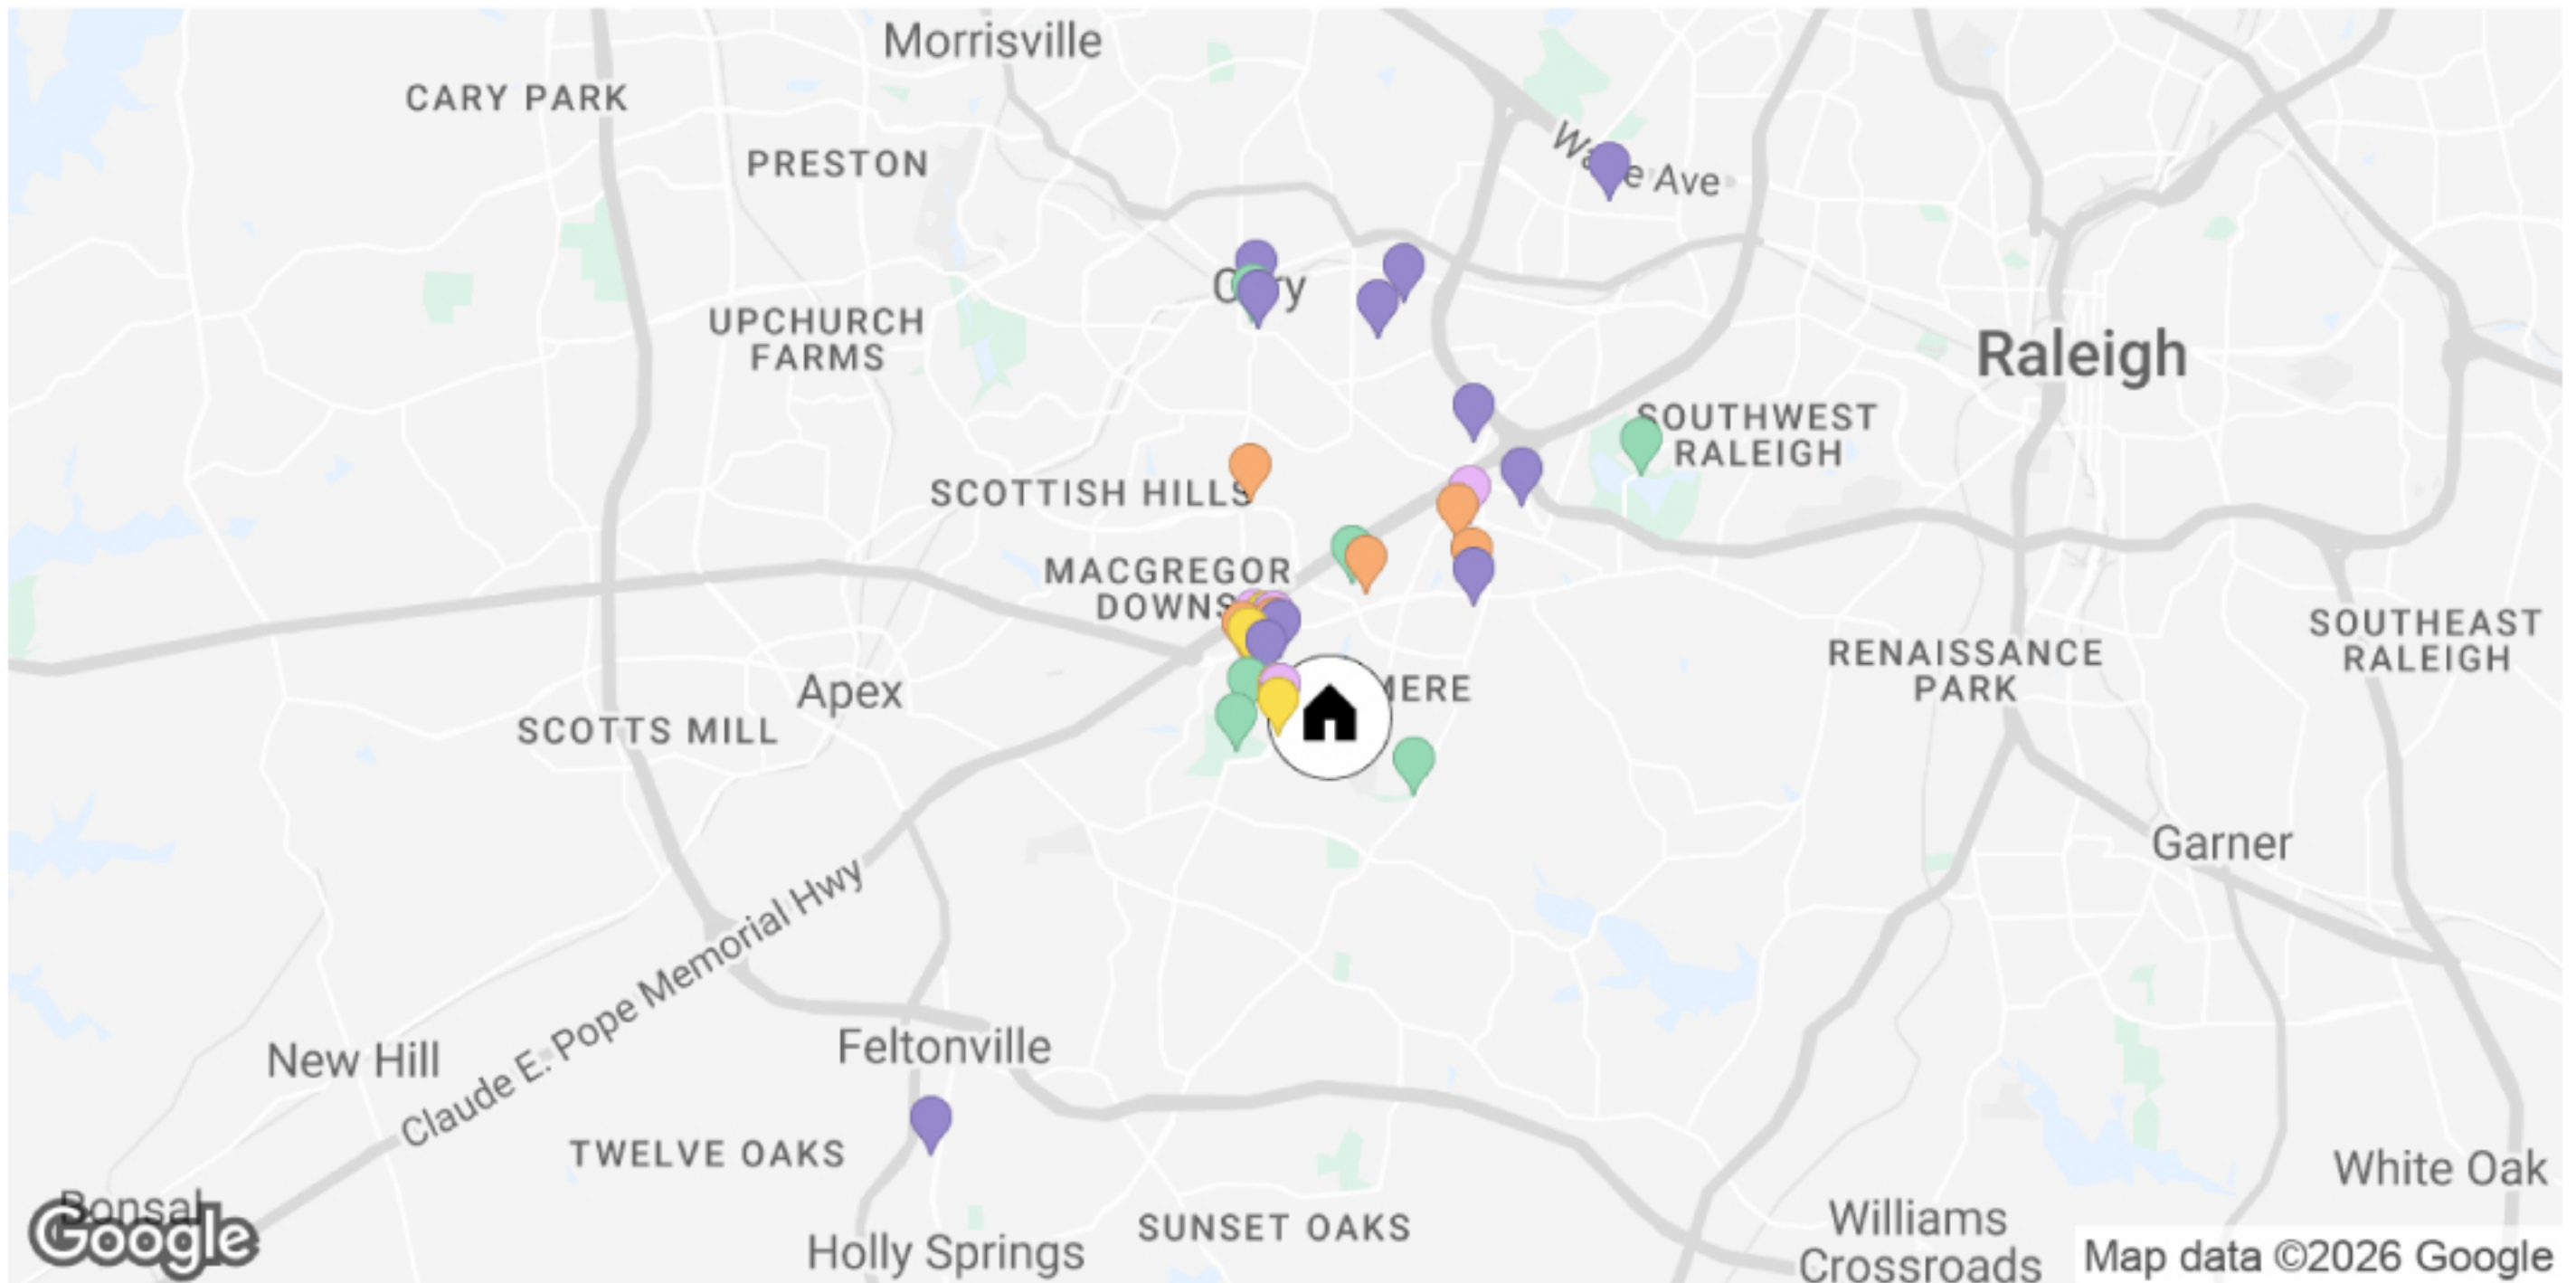 Morrisville
CARY PARK
PRESTON
Ave
UPCHURCH
FARMS
Raleigh
SOUTHWEST
RALEIGH
SCOTTISH HILLS
MACGREGOR
DOWNS
SOUTHEAST
RALEIGH
RENAISSANCE
PARK
Apex
SCOTTS MILL
Garner
Claude E. Pope Memorial Hwy
New Hill
Feltonville
TWELVE OAKS
White Oak
Bonsal
Google
SUNSET OAKS
Holly Springs
Williams
Crossroads
Map data ©2026 Google